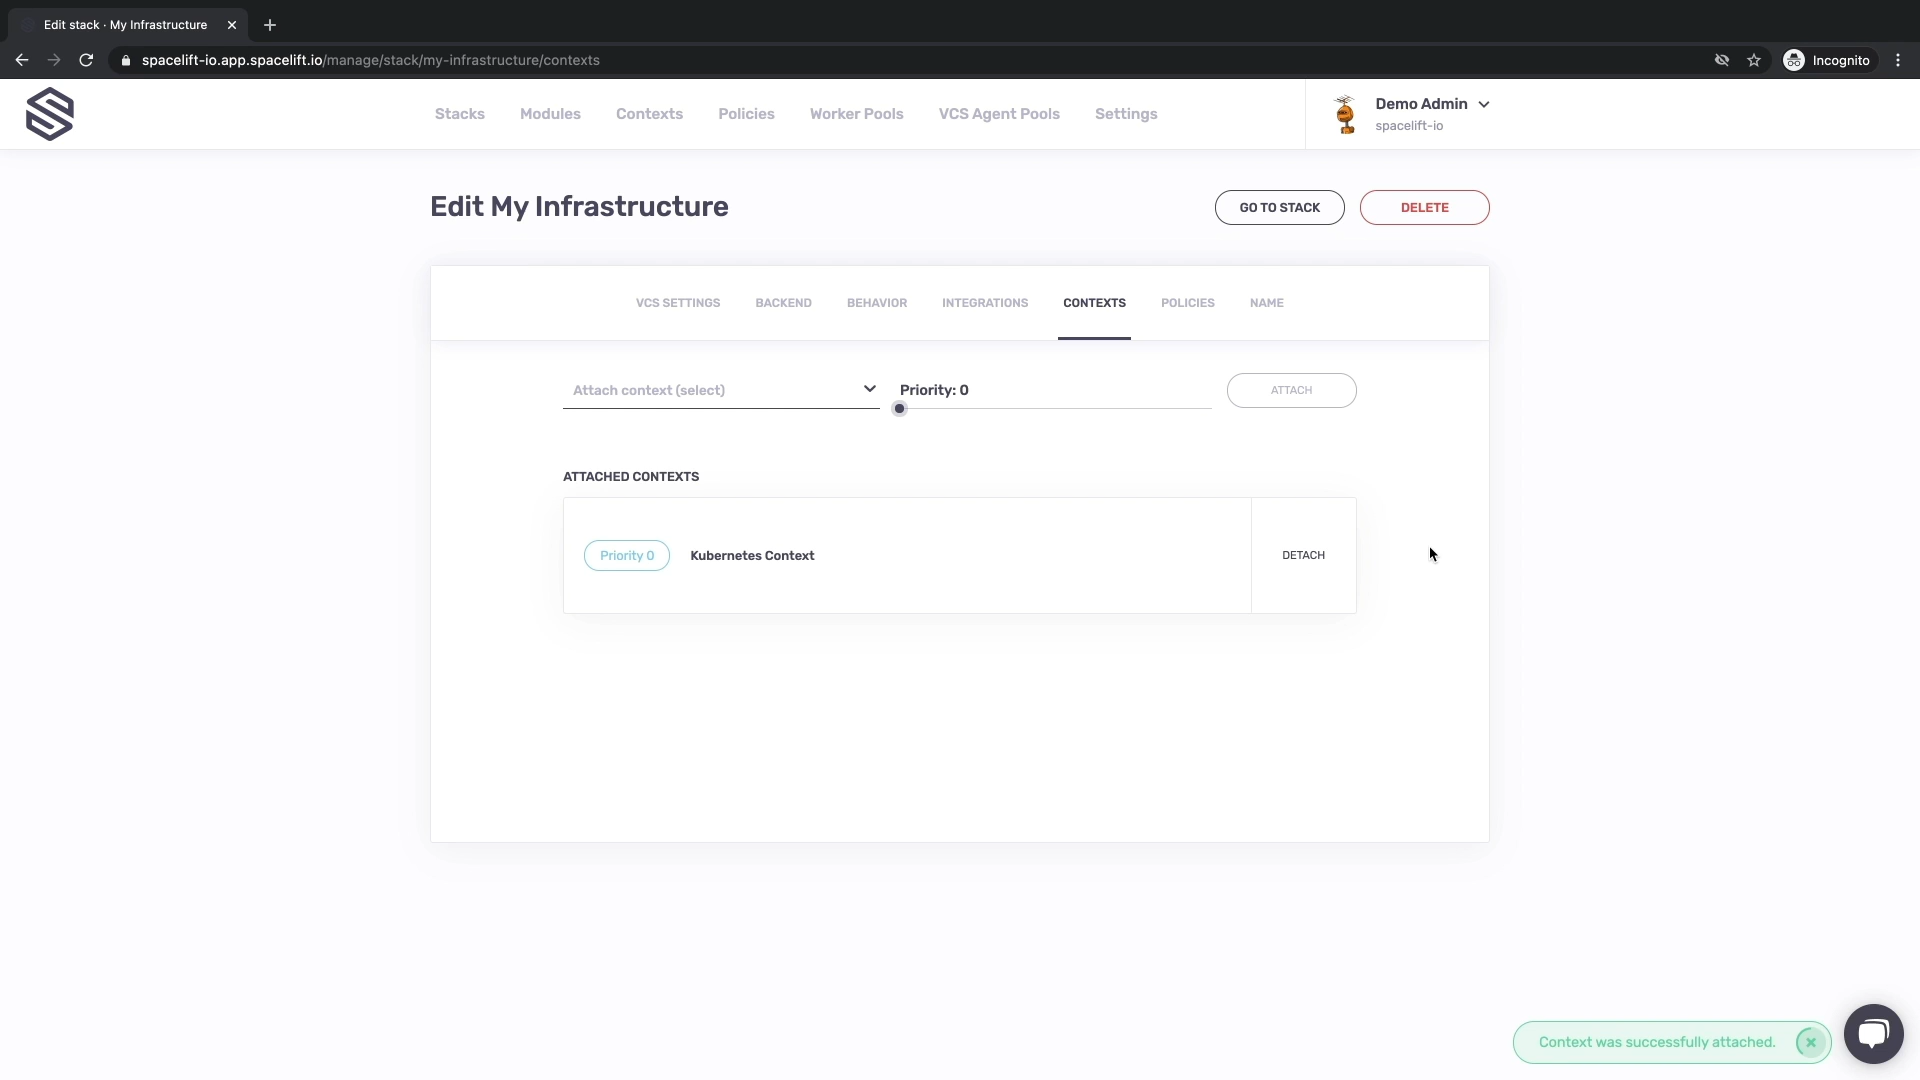 Edit stack · My Infrastructure
spacelift-io.app.spacelift.io/manage/stack/my-infrastructure/contexts
Incognito
Stacks
Modules
Contexts
Policies
Worker Pools
VCS Agent Pools
Settings
Demo Admin
spacelift-io
Edit My Infrastructure
GO TO STACK
DELETE
VCS SETTINGS
BACKEND
BEHAVIOR
INTEGRATIONS
CONTEXTS
POLICIES
NAME
Attach context (select)
Priority: 0
ATTACH
ATTACHED CONTEXTS
Priority 0
Kubernetes Context
DETACH
Context was successfully attached.